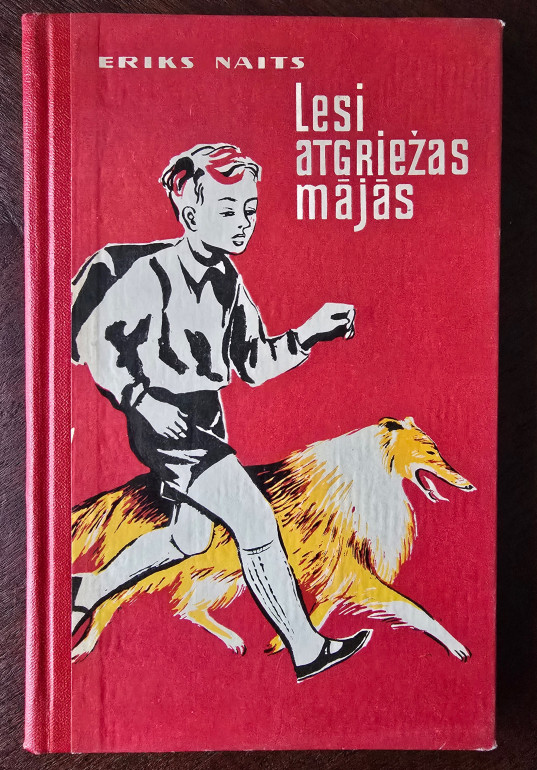 ERIKS NAITS
Lesi
ATGRIEŽAS
mājās